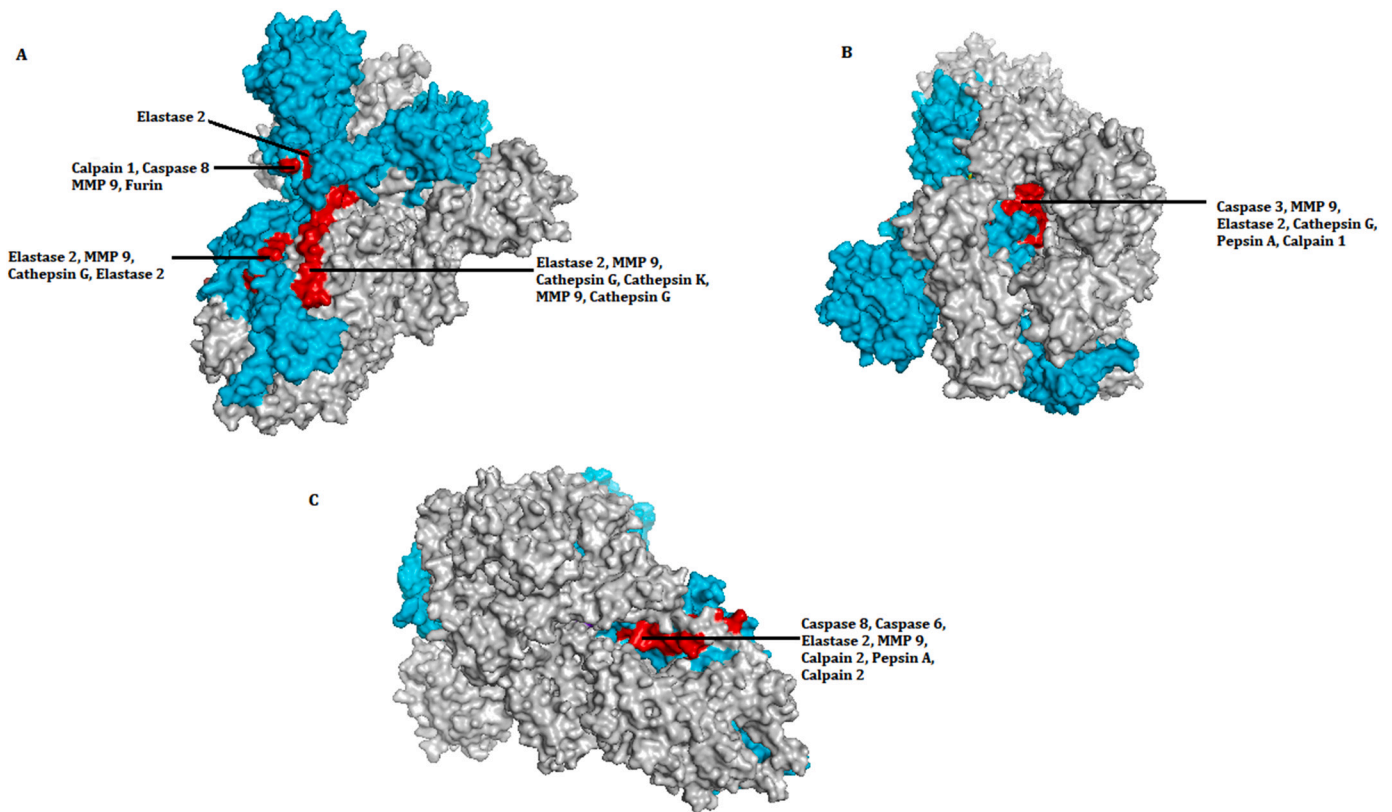 A
Elastase 2
Calpain 1, Caspase 8
MMP 9, Furin
Elastase 2, MMP 9,
Cathepsin G, Elastase 2
Elastase 2, MMP 9,
Cathepsin G, Cathepsin K,
MMP 9, Cathepsin G
B
Caspase 3, MMP 9,
Elastase 2, Cathepsin G,
Pepsin A, Calpain 1
C
Caspase 8, Caspase 6,
Elastase 2, MMP 9,
Calpain 2, Pepsin A,
Calpain 2